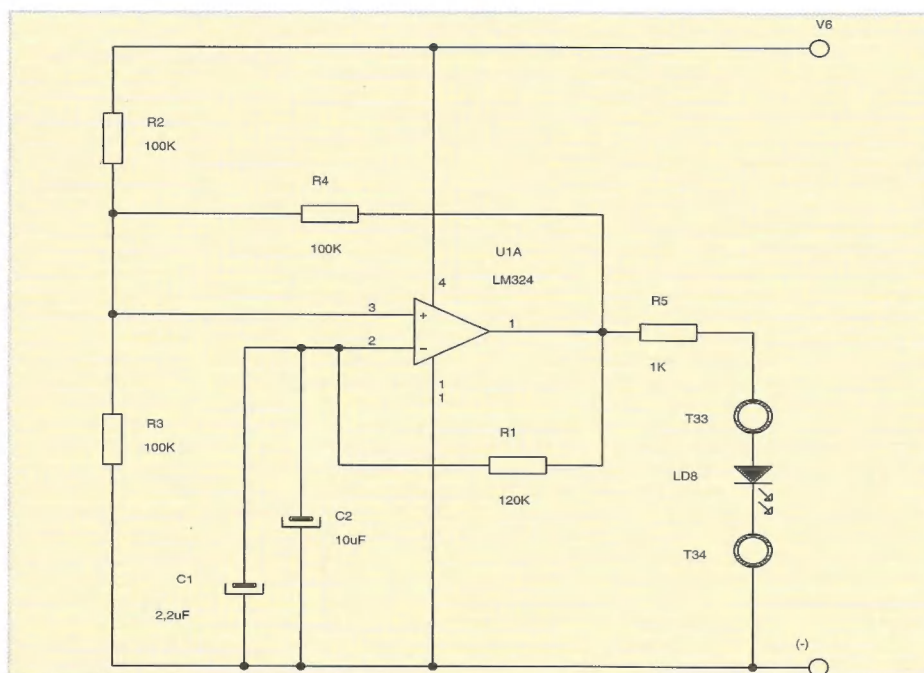 V6
R2
100K
R4
100K
U1A
LM324
4
3
+
1
2
−
1
1
R5
1K
R3
100K
R1
120K
T33
LD8
T34
C2
10uF
C1
2,2uF
(-)